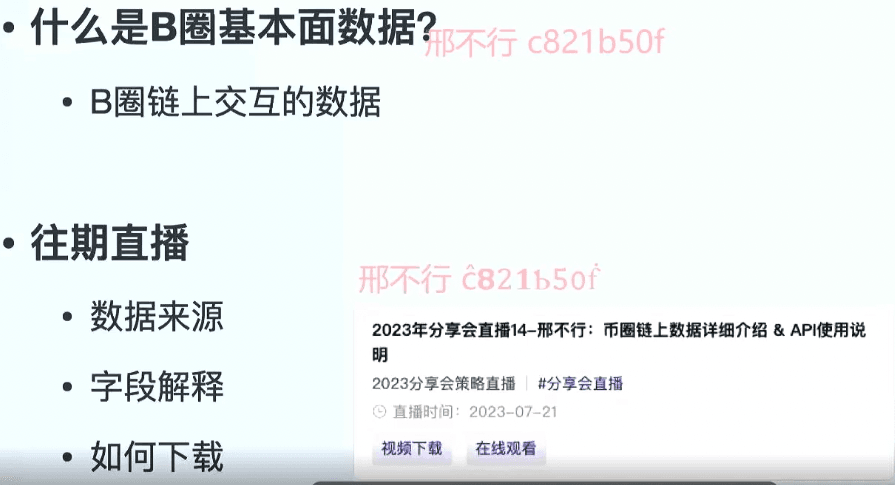 • 什么是B圈基本面数据?
邢不行 c821b50f
• B圈链上交互的数据
• 往期直播
邢不行 ĉ821ъ5oḟ
• 数据来源
2023年分享会直播14-邢不行：币圈链上数据详细介绍 & API使用说
明
• 字段解释
2023分享会策略直播 | #分享会直播
直播时间：2023-07-21
• 如何下载
视频下载 在线观看